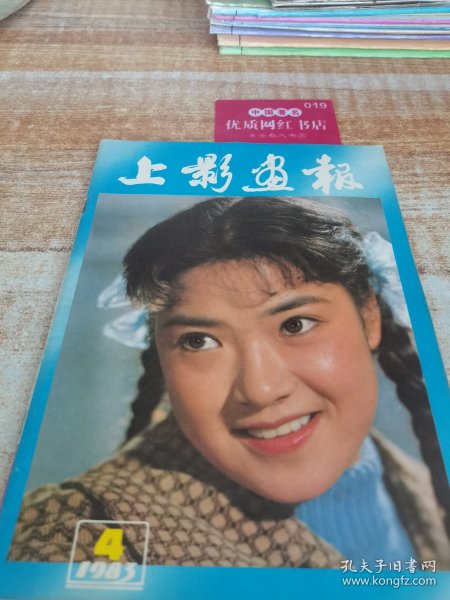 019
中国著名
优质网红书店
上影画报
4
1983
孔夫子旧书网
www.kongfz.com